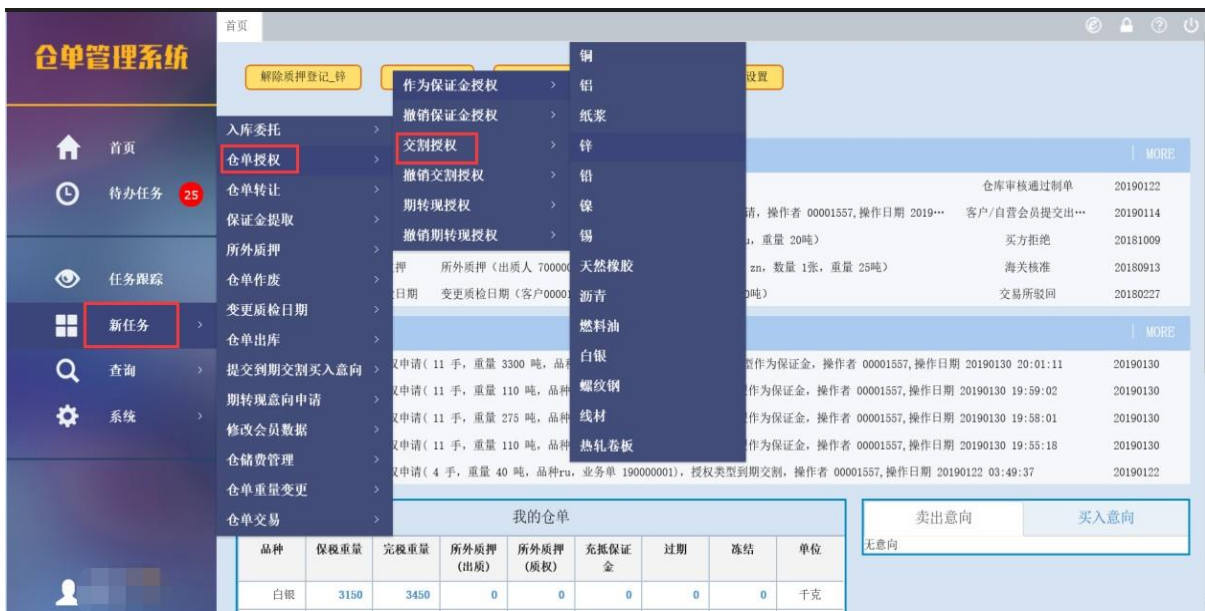 首页
仓单管理系统
解除质押登记_锌
设置
首页
待办任务 25
任务跟踪
新任务
查询
系统
入库委托
仓单授权
仓单转让
保证金提取
所外质押
仓单作废
变更质检日期
仓单出库
提交到期交割买入意向
期转现意向申请
修改会员数据
仓储费管理
仓单重量变更
仓单交易
作为保证金授权
撤销保证金授权
交割授权
撤销交割授权
期转现授权
撤销期转现授权
铜
铝
纸浆
锌
铅
镍
锡
天然橡胶
沥青
燃料油
白银
螺纹钢
线材
热轧卷板
MORE
仓库审核通过制单 20190122
请，操作者 00001557,操作日期 2019… 客户/自营会员提交出… 20190114
，重量 20吨） 买方拒绝 20181009
押 所外质押（出质人 70000 zn，数量 1张，重量 25吨） 海关核准 20180913
日期 变更质检日期（客户0000 0吨） 交易所驳回 20180227
MORE
权申请( 11 手，重量 3300 吨，品种 型作为保证金，操作者 00001557,操作日期 20190130 20:01:11 20190130
权申请( 11 手，重量 110 吨，品种 作为保证金，操作者 00001557,操作日期 20190130 19:59:02 20190130
权申请( 11 手，重量 275 吨，品种 作为保证金，操作者 00001557,操作日期 20190130 19:58:01 20190130
权申请( 11 手，重量 110 吨，品种 作为保证金，操作者 00001557,操作日期 20190130 19:55:18 20190130
权申请( 4 手，重量 40 吨，品种ru，业务单 190000001)，授权类型到期交割，操作者 00001557,操作日期 20190122 03:49:37 20190122
我的仓单
品种 保税重量 完税重量 所外质押（出质） 所外质押（质权） 充抵保证金 过期 冻结 单位
白银 3150 3450 0 0 0 0 0 千克
卖出意向 买入意向
无意向